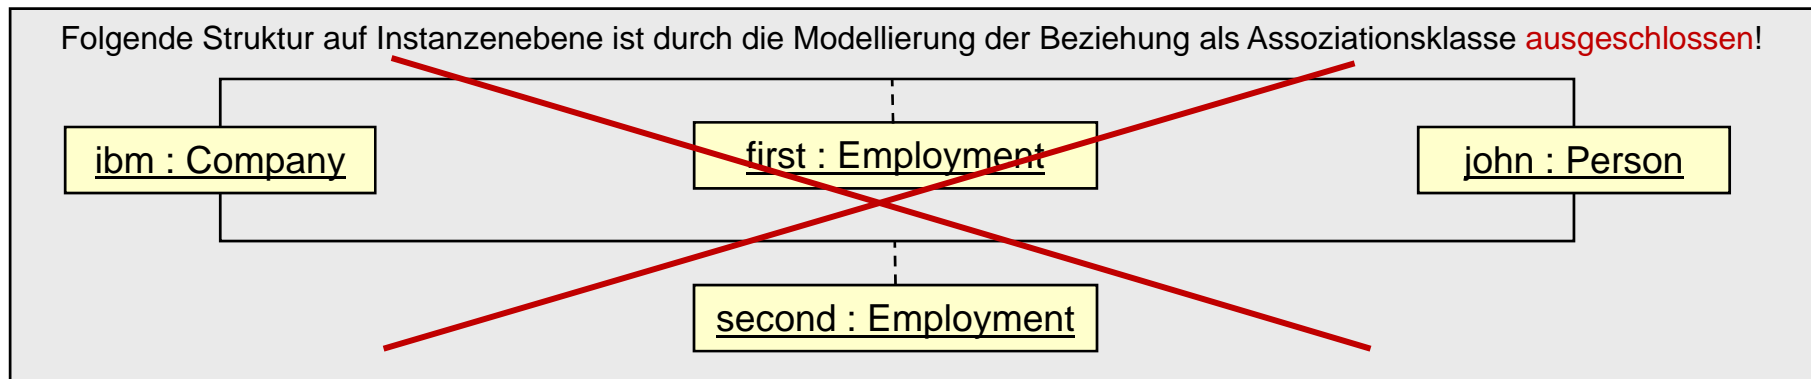 Folgende Struktur auf Instanzenebene ist durch die Modellierung der Beziehung als Assoziationsklasse ausgeschlossen!
ibm : Company
first : Employment
john : Person
second : Employment